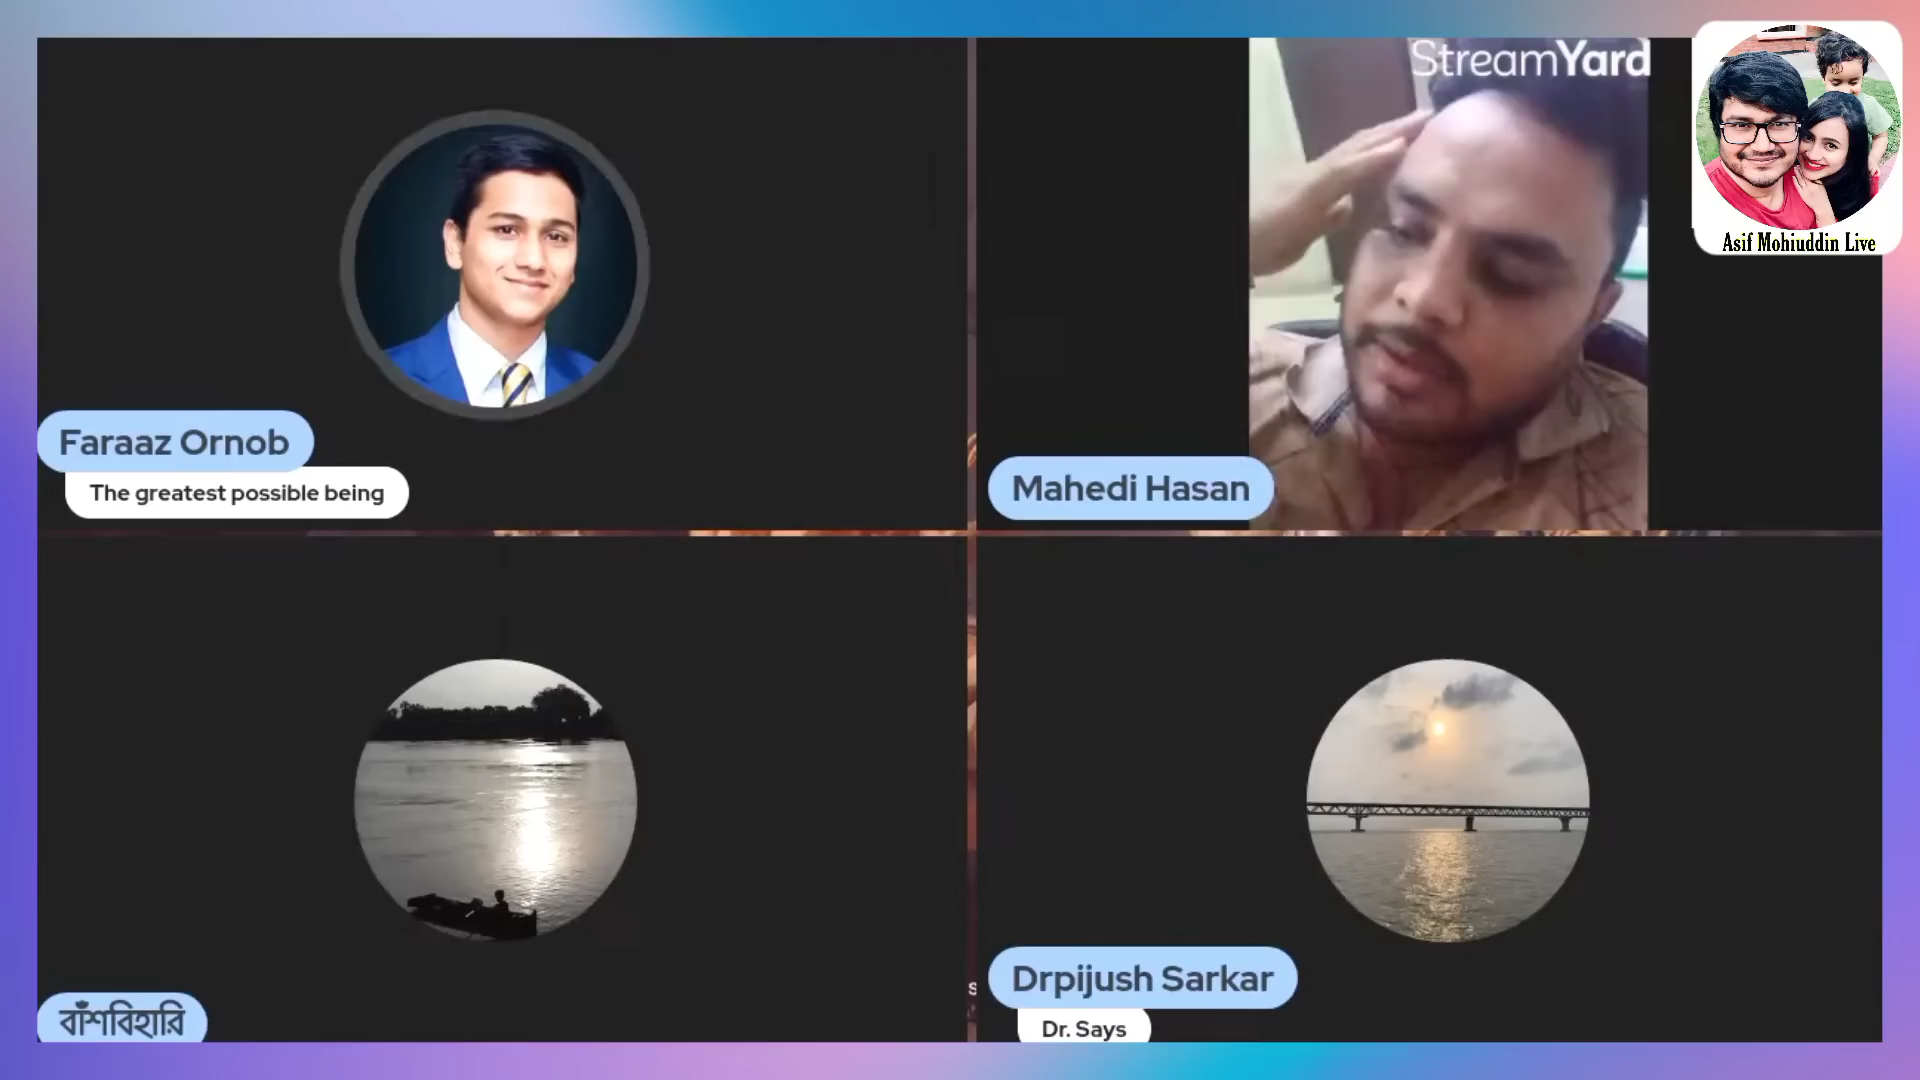 StreamYard
Asif Mohiuddin Live
Faraaz Ornob
The greatest possible being
Mahedi Hasan
বাঁশবিহারি
Drpijush Sarkar
Dr. Says